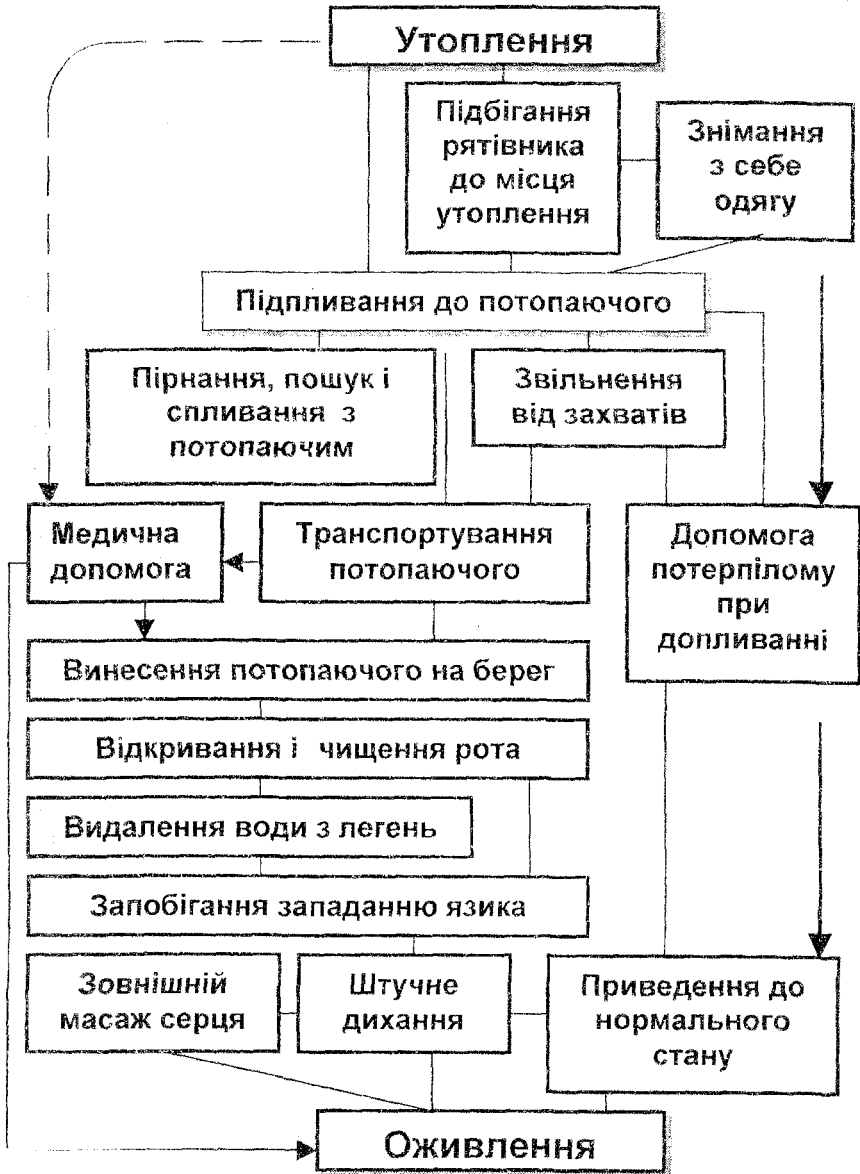 Утоплення
Підбігання
рятівника
до місця
утоплення
Знімання
з себе
одягу
Підпливання до потопаючого
Пірнання, пошук і
спливання з
потопаючим
Звільнення
від захватів
Медична
допомога
Транспортування
потопаючого
Допомога
потерпілому
при
допливанні
Винесення потопаючого на берег
Відкривання і чищення рота
Видалення води з легень
Запобігання западанню язика
Зовнішній
масаж серця
Штучне
дихання
Приведення до
нормального
стану
Оживлення